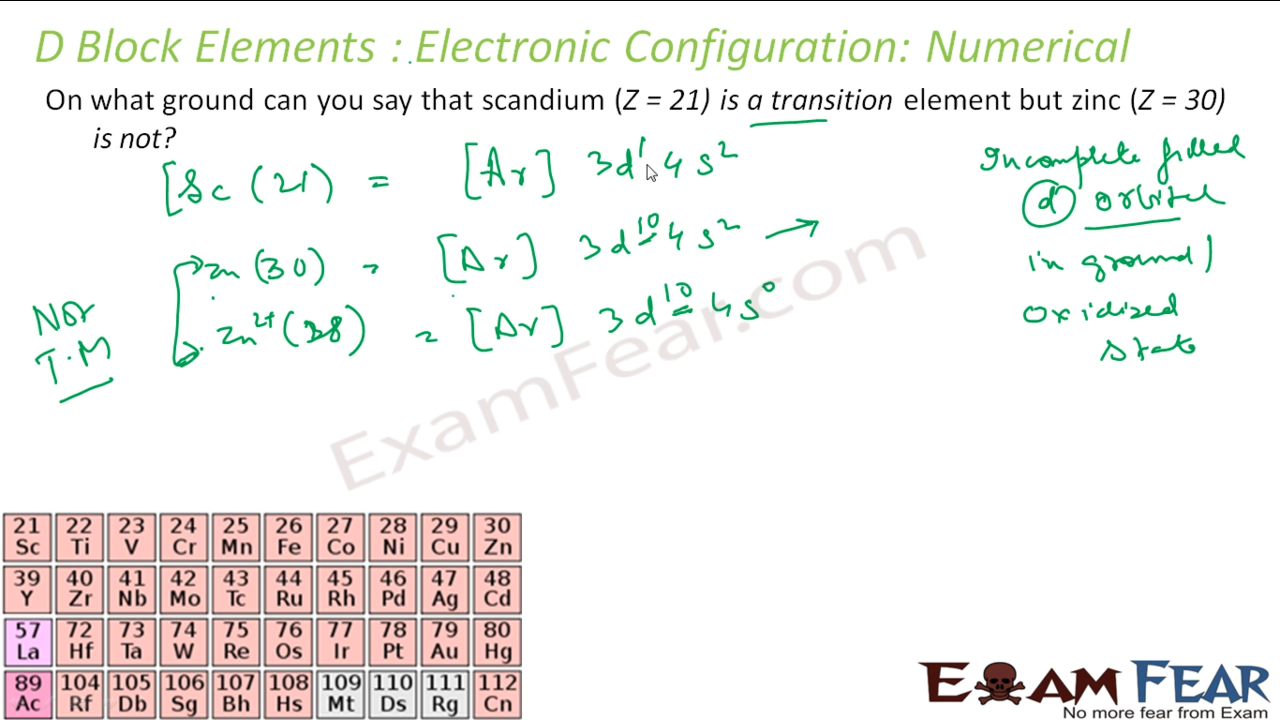 D Block Elements : Electronic Configuration: Numerical
On what ground can you say that scandium (Z = 21) is a transition element but zinc (Z = 30)
is not?
[Sc (21) = [Ar] 3d¹ 4s²
Zn (30) = [Ar] 3d¹⁰ 4s² →
Zn²⁺ (28) = [Ar] 3d¹⁰ 4s⁰
Not
T.M
Incomplete filled
d orbital
in ground /
oxidized
state
ExamFear.com
21 22 23 24 25 26 27 28 29 30
Sc Ti V Cr Mn Fe Co Ni Cu Zn
39 40 41 42 43 44 45 46 47 48
Y Zr Nb Mo Tc Ru Rh Pd Ag Cd
57 72 73 74 75 76 77 78 79 80
La Hf Ta W Re Os Ir Pt Au Hg
89 104 105 106 107 108 109 110 111 112
Ac Rf Db Sg Bh Hs Mt Ds Rg Cn
EXAM FEAR
No more fear from Exam